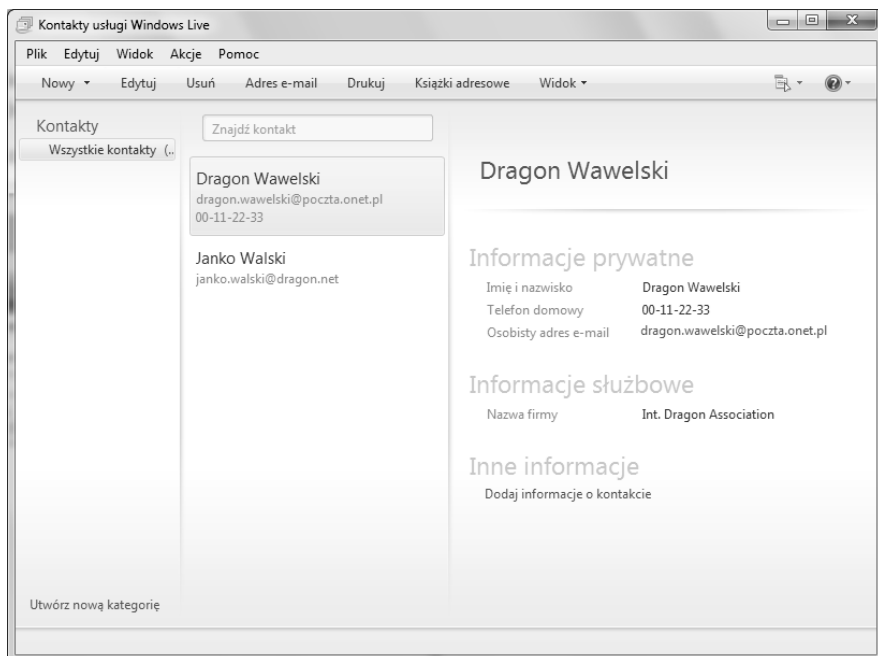 Kontakty usługi Windows Live
Plik Edytuj Widok Akcje Pomoc
Nowy Edytuj Usuń Adres e-mail Drukuj Książki adresowe Widok
Kontakty
Wszystkie kontakty (..
Znajdź kontakt
Dragon Wawelski
dragon.wawelski@poczta.onet.pl
00-11-22-33
Janko Walski
janko.walski@dragon.net
Dragon Wawelski
Informacje prywatne
Imię i nazwisko Dragon Wawelski
Telefon domowy 00-11-22-33
Osobisty adres e-mail dragon.wawelski@poczta.onet.pl
Informacje służbowe
Nazwa firmy Int. Dragon Association
Inne informacje
Dodaj informacje o kontakcie
Utwórz nową kategorię